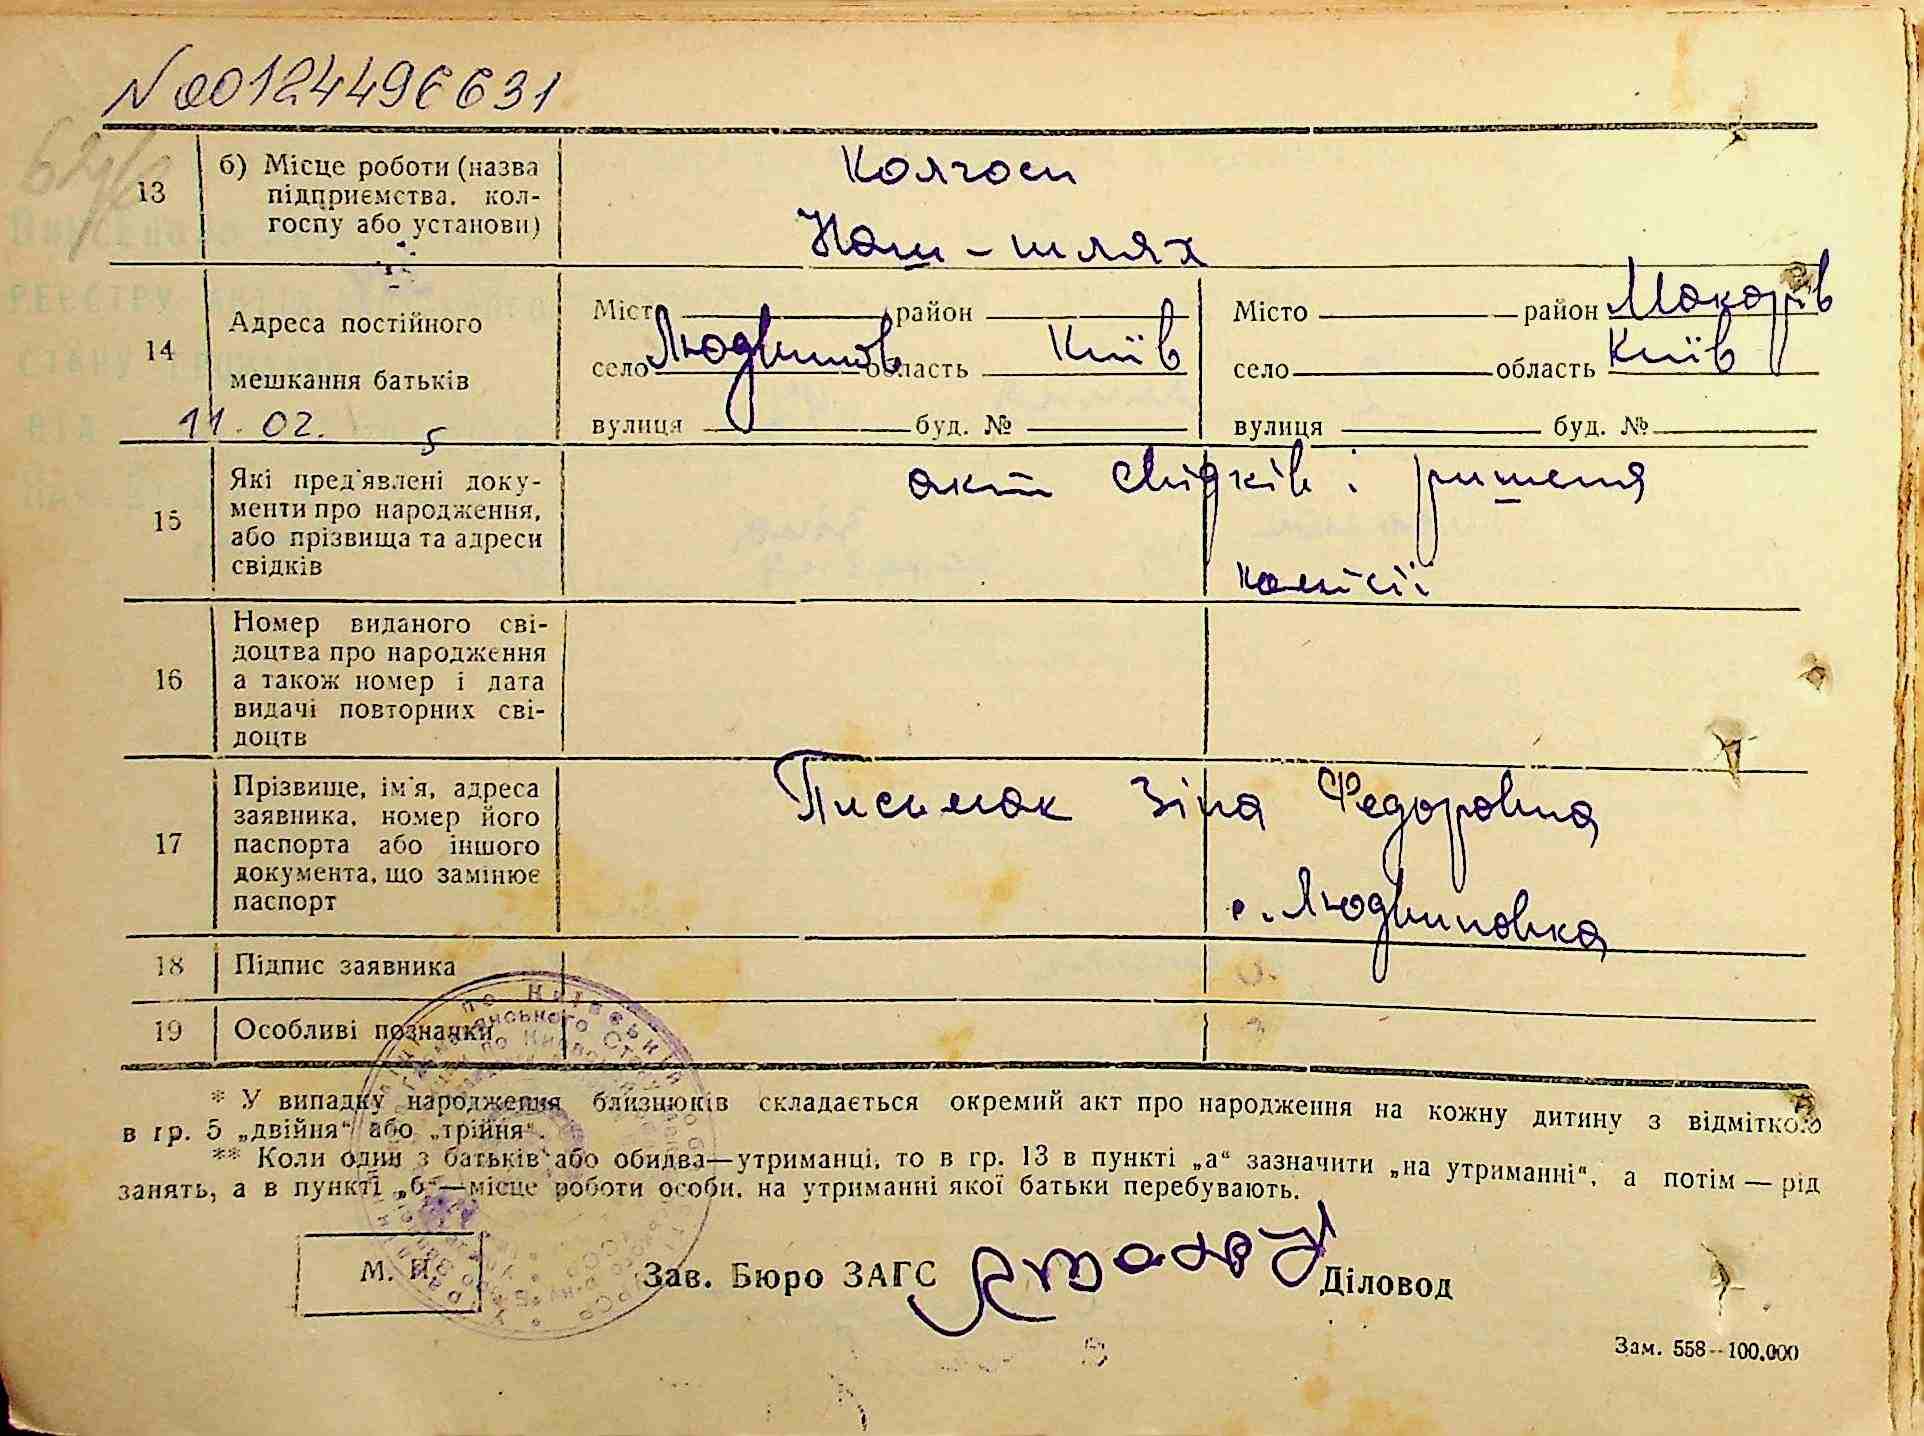 №00124496631
13 б) Місце роботи (назва підприємства, колгоспу або установи) Колгосп
Наш-шлях
14 Адреса постійного мешкання батьків
Місто район Місто район Макарів
село Людвинов область Київ село область Київ
вулиця буд. № вулиця буд. №
11.02.
15 Які пред'явлені документи про народження, або прізвища та адреси свідків
акт свідків і ришеня
комісії
16 Номер виданого свідоцтва про народження а також номер і дата видачі повторних свідоцтв
17 Прізвище, ім'я, адреса заявника, номер його паспорта або іншого документа, що замінює паспорт
Письмак Зіна Федоровна
с. Людвиновка
18 Підпис заявника
19 Особливі позначки
* У випадку народження близнюків складається окремий акт про народження на кожну дитину з відміткою
в гр. 5 „двійня“ або „трійня“.
** Коли один з батьків або обидва—утриманці, то в гр. 13 в пункті „а“ зазначити „на утриманні“, а потім — рід
занять, а в пункті „б“—місце роботи особи, на утриманні якої батьки перебувають.
М. П. Зав. Бюро ЗАГС Діловод
Зам. 558—100.000